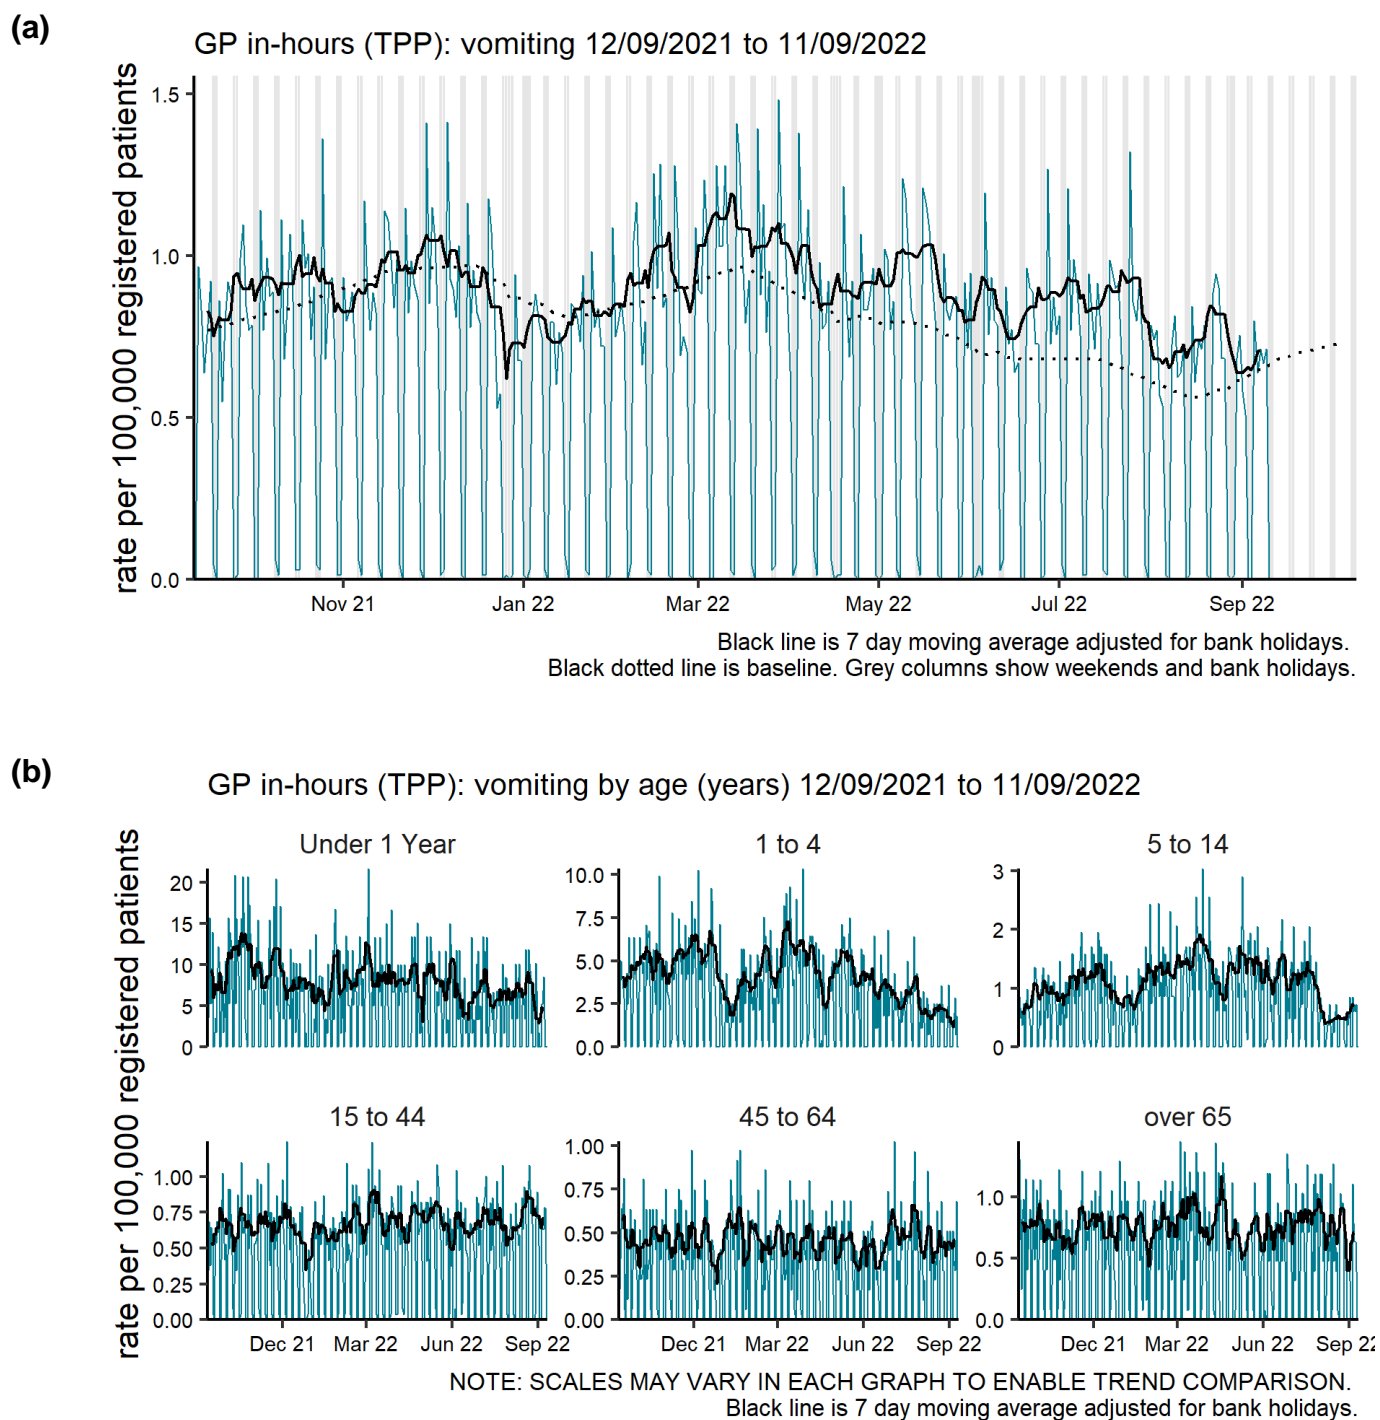 (a)
GP in-hours (TPP): vomiting 12/09/2021 to 11/09/2022
rate per 100,000 registered patients
1.5
1.0
0.5
0.0
Nov 21 Jan 22 Mar 22 May 22 Jul 22 Sep 22
Black line is 7 day moving average adjusted for bank holidays.
Black dotted line is baseline. Grey columns show weekends and bank holidays.
(b)
GP in-hours (TPP): vomiting by age (years) 12/09/2021 to 11/09/2022
rate per 100,000 registered patients
Under 1 Year
20
15
10
5
0
1 to 4
10.0
7.5
5.0
2.5
0.0
5 to 14
3
2
1
0
15 to 44
1.00
0.75
0.50
0.25
0.00
Dec 21 Mar 22 Jun 22 Sep 22
45 to 64
1.00
0.75
0.50
0.25
0.00
Dec 21 Mar 22 Jun 22 Sep 22
over 65
1.0
0.5
0.0
Dec 21 Mar 22 Jun 22 Sep 22
NOTE: SCALES MAY VARY IN EACH GRAPH TO ENABLE TREND COMPARISON.
Black line is 7 day moving average adjusted for bank holidays.